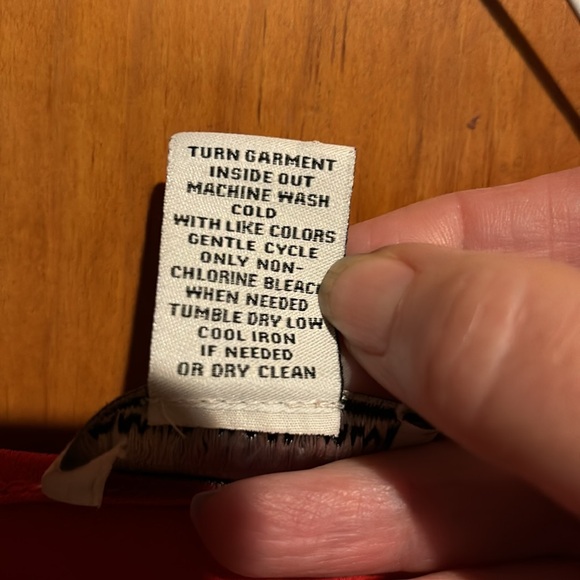 TURN GARMENT
INSIDE OUT
MACHINE WASH
COLD
WITH LIKE COLORS
GENTLE CYCLE
ONLY NON-
CHLORINE BLEACH
WHEN NEEDED
TUMBLE DRY LOW
COOL IRON
IF NEEDED
OR DRY CLEAN